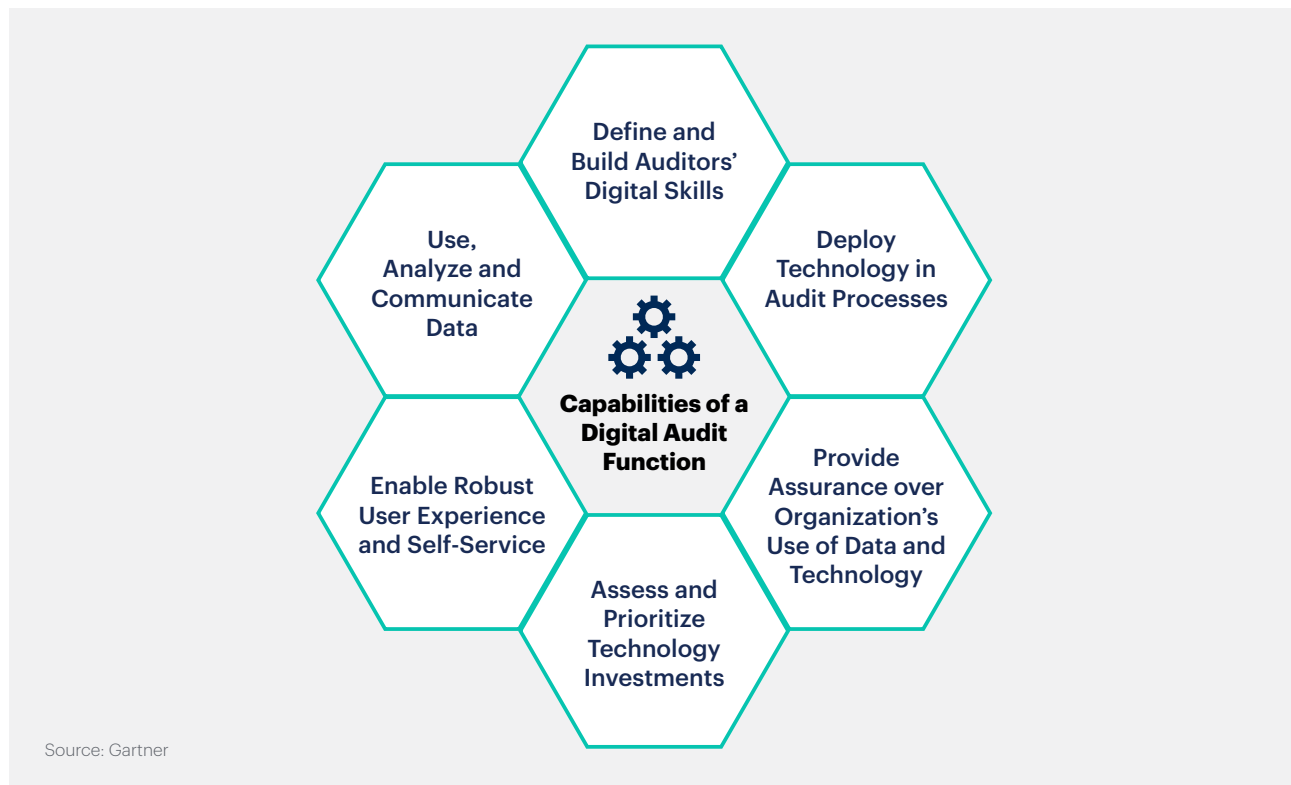 Define and
Build Auditors’
Digital Skills
Deploy
Technology in
Audit Processes
Provide
Assurance over
Organization’s
Use of Data and
Technology
Assess and
Prioritize
Technology
Investments
Enable Robust
User Experience
and Self-Service
Use,
Analyze and
Communicate
Data
Capabilities of a
Digital Audit
Function
Source: Gartner